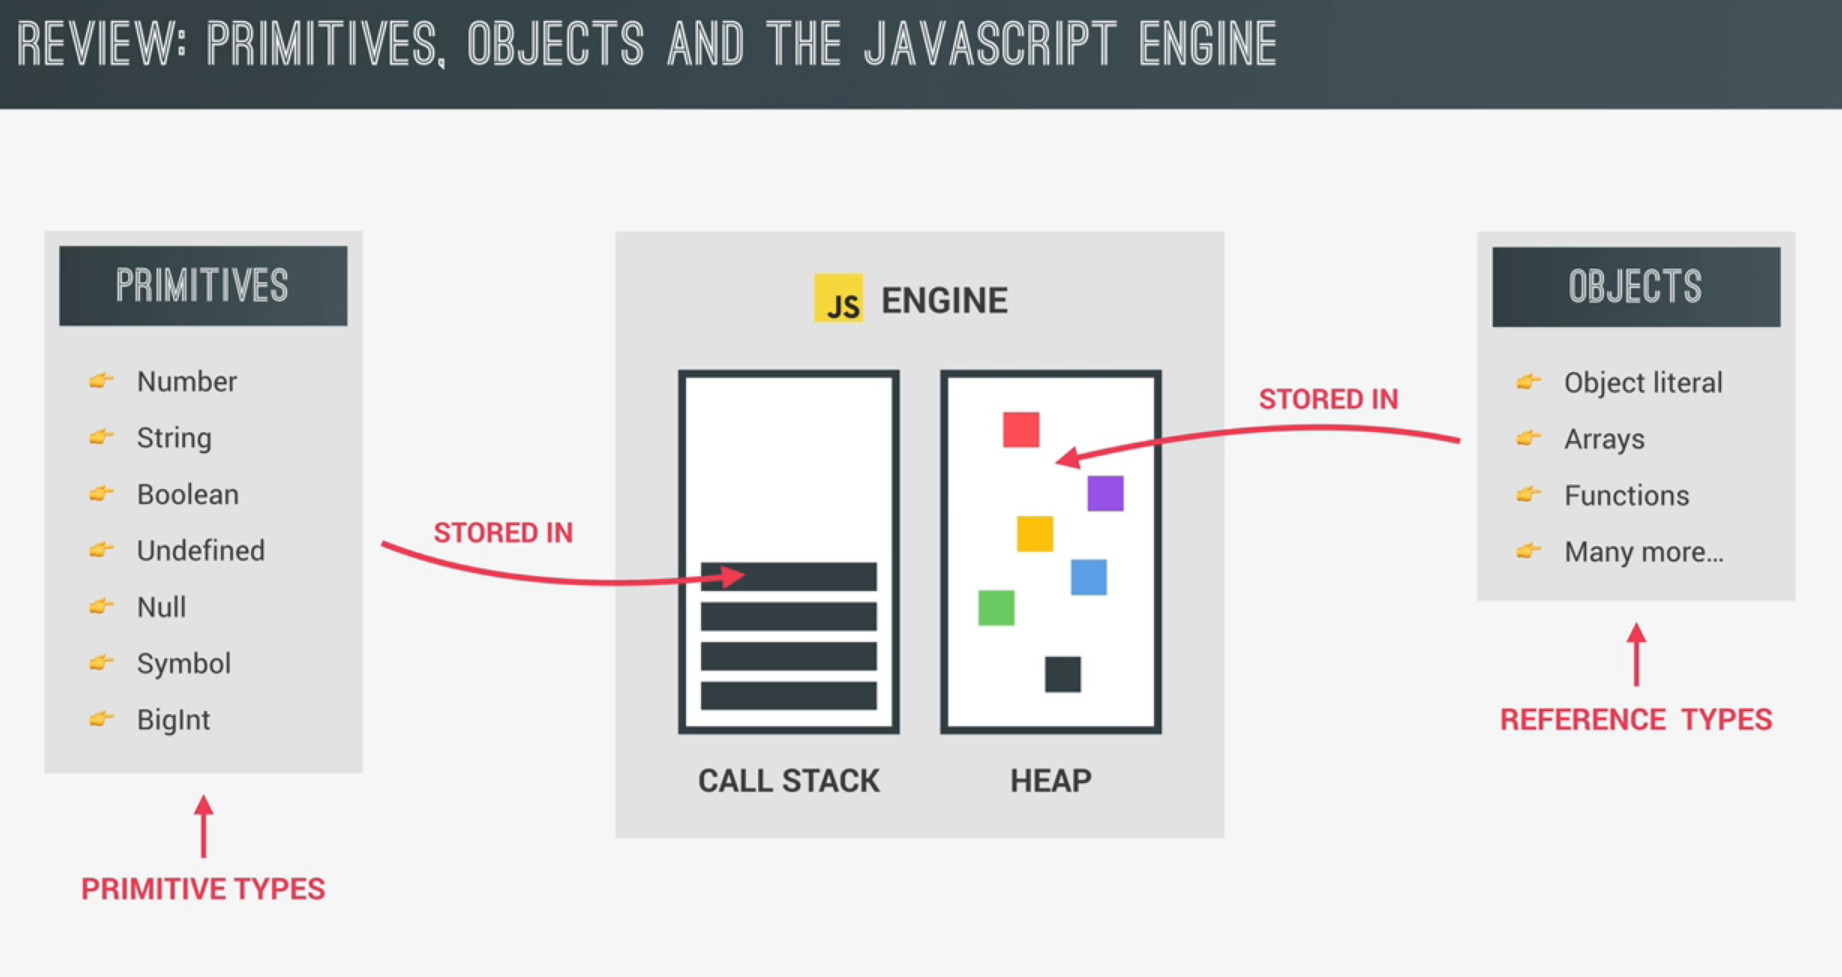 REVIEW: PRIMITIVES, OBJECTS AND THE JAVASCRIPT ENGINE
PRIMITIVES
Number
String
Boolean
Undefined
Null
Symbol
BigInt
PRIMITIVE TYPES
STORED IN
JS ENGINE
CALL STACK
HEAP
STORED IN
OBJECTS
Object literal
Arrays
Functions
Many more...
REFERENCE TYPES